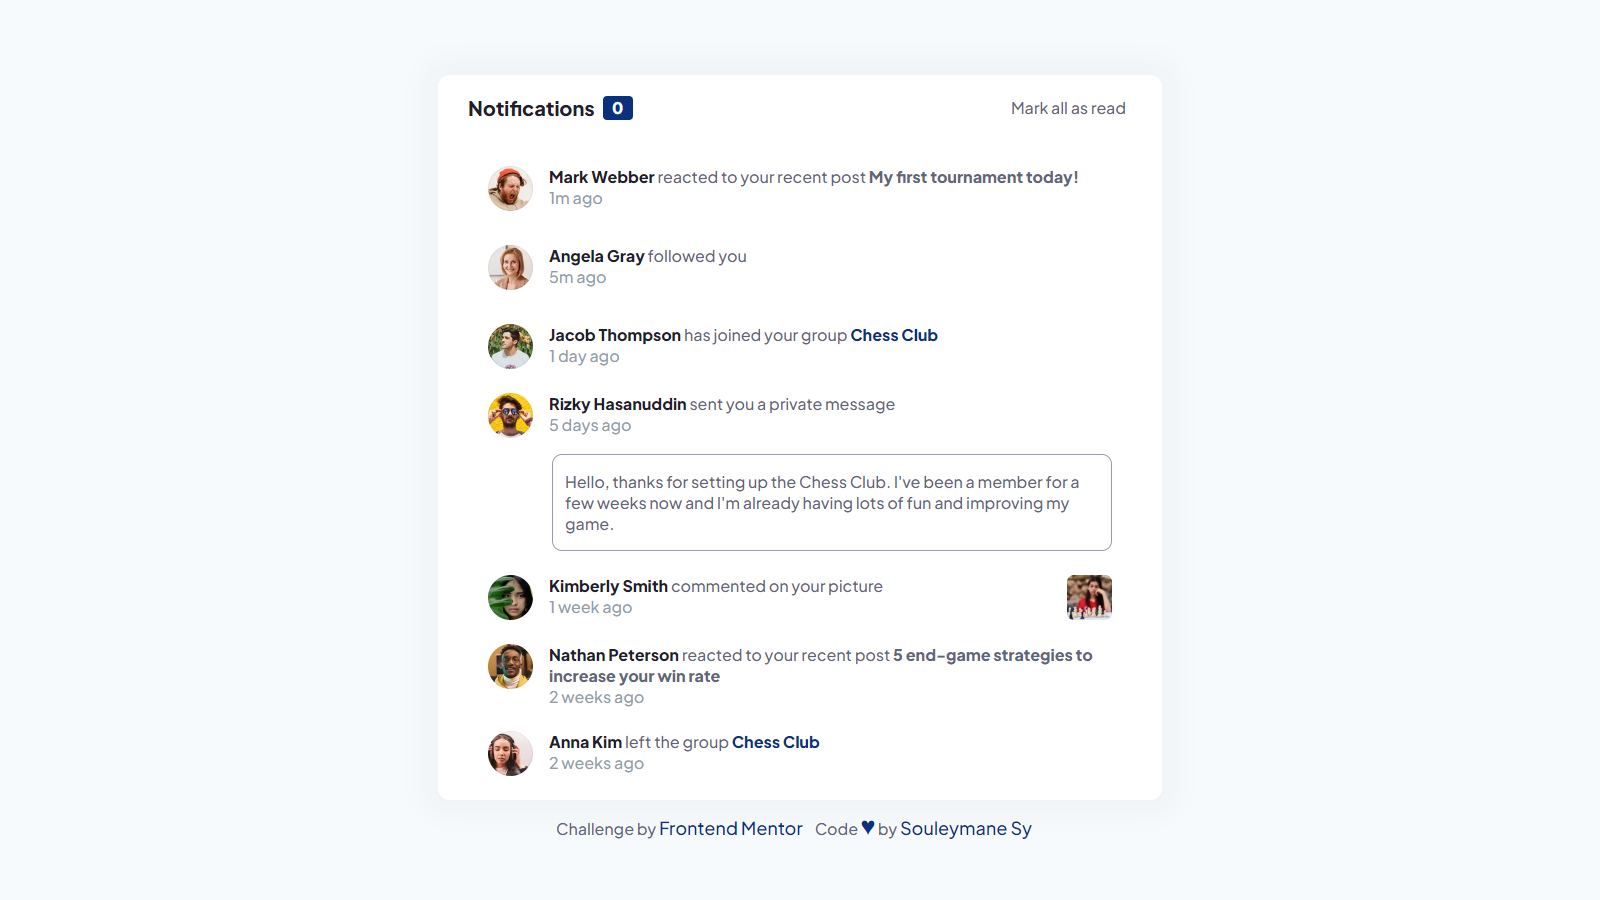 Notifications 0 Mark all as read
Mark Webber reacted to your recent post My first tournament today!
1m ago
Angela Gray followed you
5m ago
Jacob Thompson has joined your group Chess Club
1 day ago
Rizky Hasanuddin sent you a private message
5 days ago
Hello, thanks for setting up the Chess Club. I've been a member for a
few weeks now and I'm already having lots of fun and improving my
game.
Kimberly Smith commented on your picture
1 week ago
Nathan Peterson reacted to your recent post 5 end-game strategies to
increase your win rate
2 weeks ago
Anna Kim left the group Chess Club
2 weeks ago
Challenge by Frontend Mentor Code ♥ by Souleymane Sy